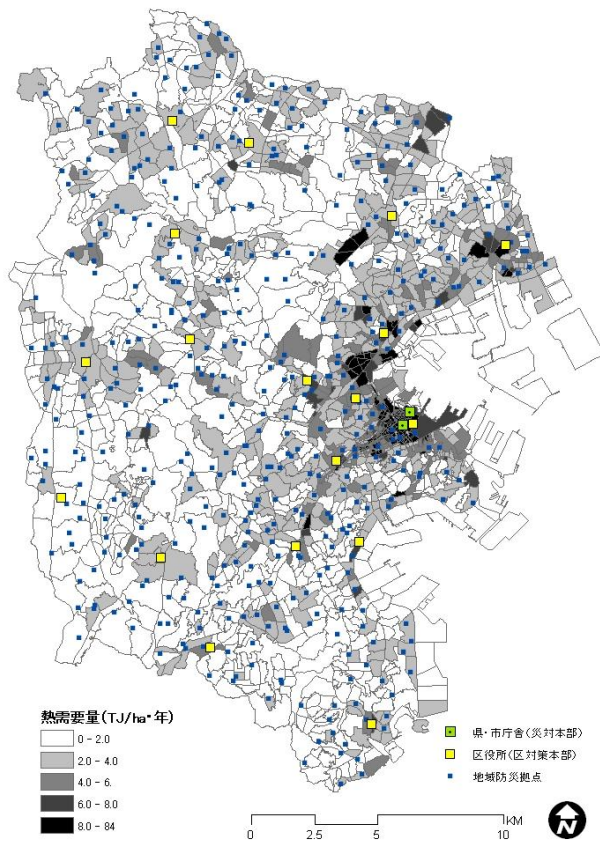 熱需要量(TJ/ha・年)
0 - 2.0
2.0 - 4.0
4.0 - 6.
6.0 - 8.0
8.0 - 84
県・市庁舎(災対本部)
区役所(区対策本部)
地域防災拠点
KM
0 2.5 5 10
N